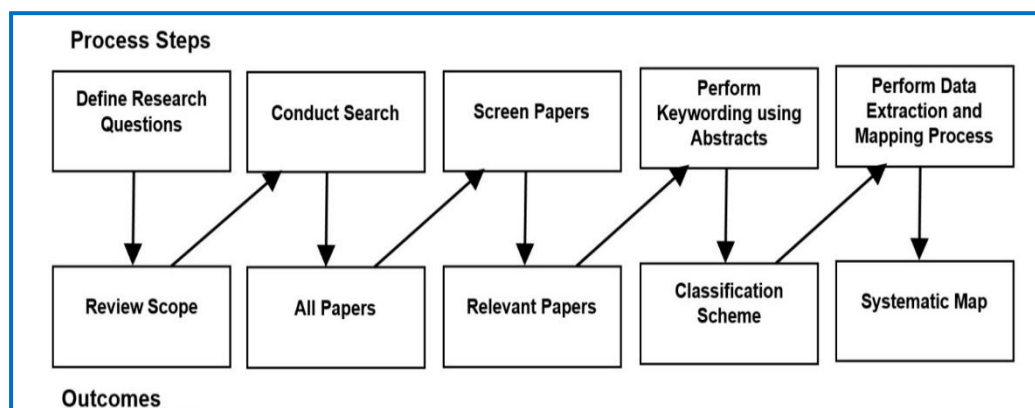 Process Steps
Define Research
Questions
Conduct Search
Screen Papers
Perform
Keywording using
Abstracts
Perform Data
Extraction and
Mapping Process
Review Scope
All Papers
Relevant Papers
Classification
Scheme
Systematic Map
Outcomes